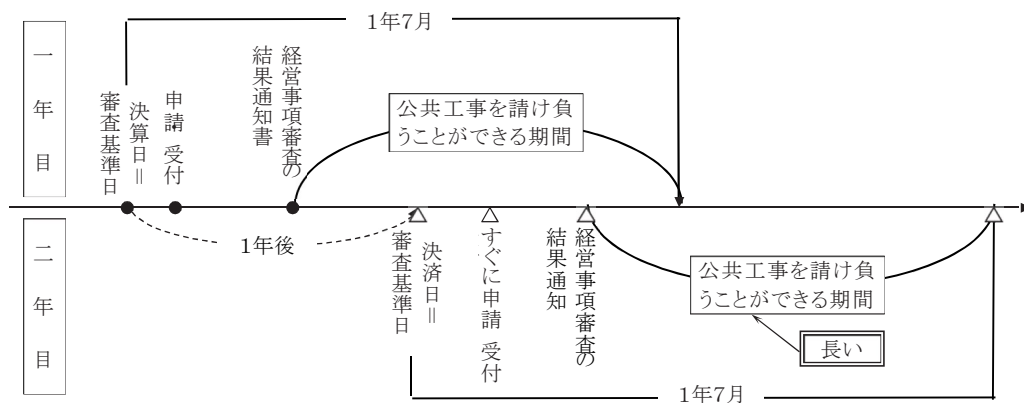 1年7月
一年目
決算日＝
審査基準日
申請 受付
経営事項審査の
結果通知書
公共工事を請け負
うことができる期間
1年後
二年目
決済日＝
審査基準日
すぐに申請 受付
経営事項審査の
結果通知
公共工事を請け負
うことができる期間
長い
1年7月